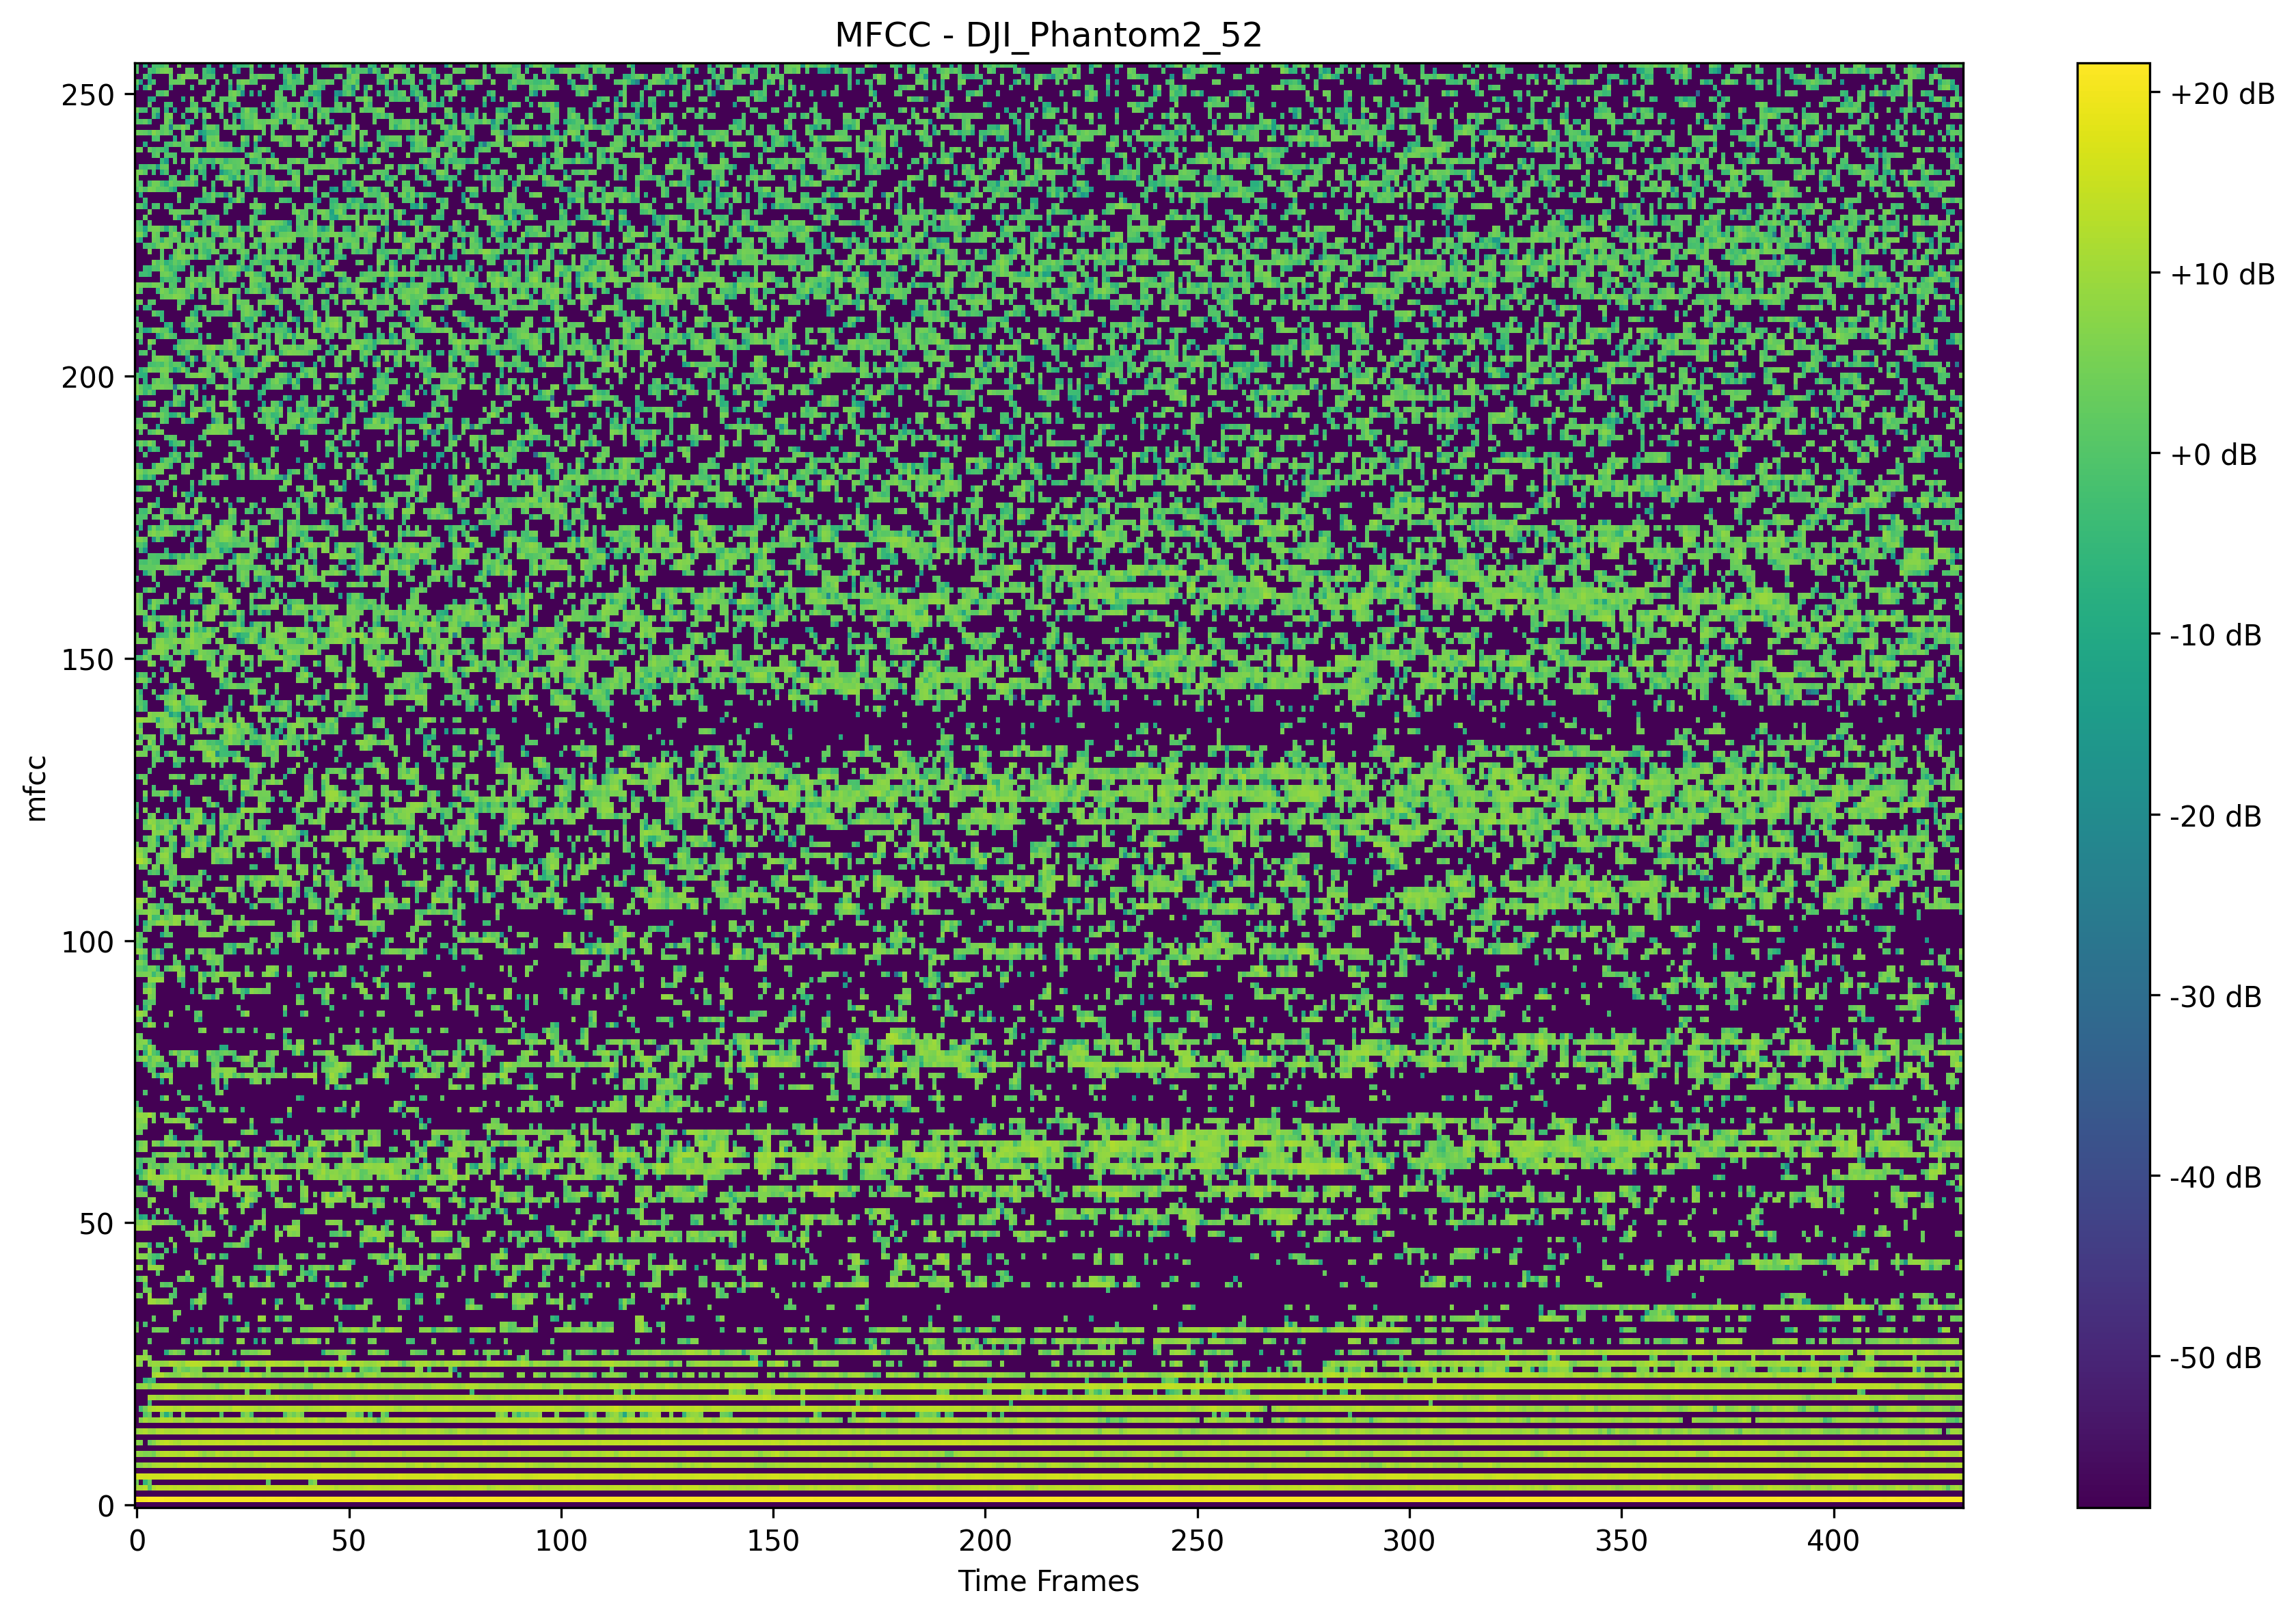 MFCC - DJI_Phantom2_52
250
200
150
100
50
0
mfcc
0 50 100 150 200 250 300 350 400
Time Frames
+20 dB
+10 dB
+0 dB
-10 dB
-20 dB
-30 dB
-40 dB
-50 dB